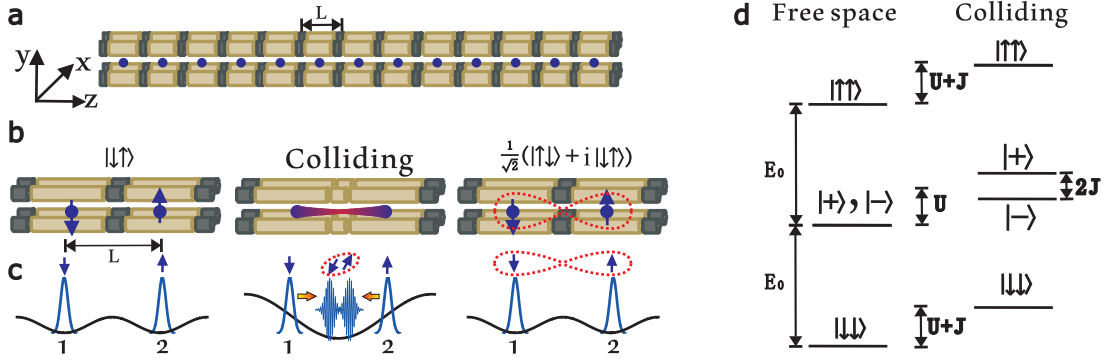 a
L
y
x
z
b
|↓↑⟩
Colliding
1/√2(|↑↓⟩ + i|↓↑⟩)
L
c
1
2
1
2
1
2
d
Free space
Colliding
|↑↑⟩
U+J
|↑↑⟩
E₀
|+⟩
2J
|+⟩, |−⟩
U
|−⟩
E₀
|↓↓⟩
U+J
|↓↓⟩